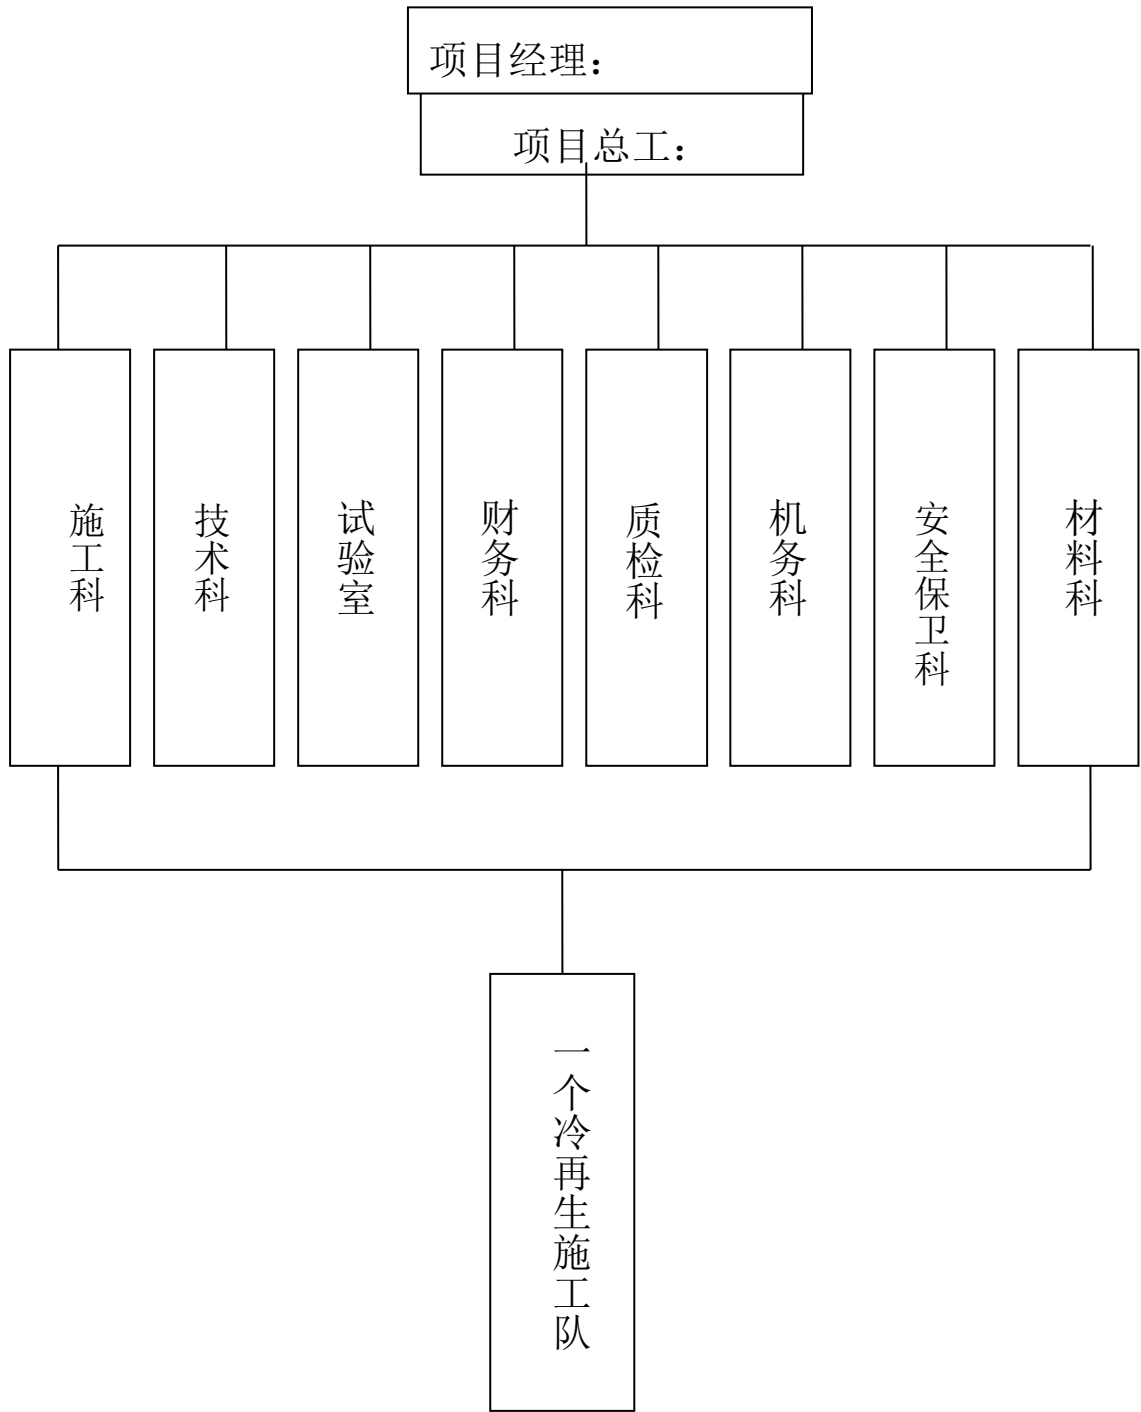 项目经理：
项目总工：
施工科
技术科
试验室
财务科
质检科
机务科
安全保卫科
材料科
一个冷再生施工队